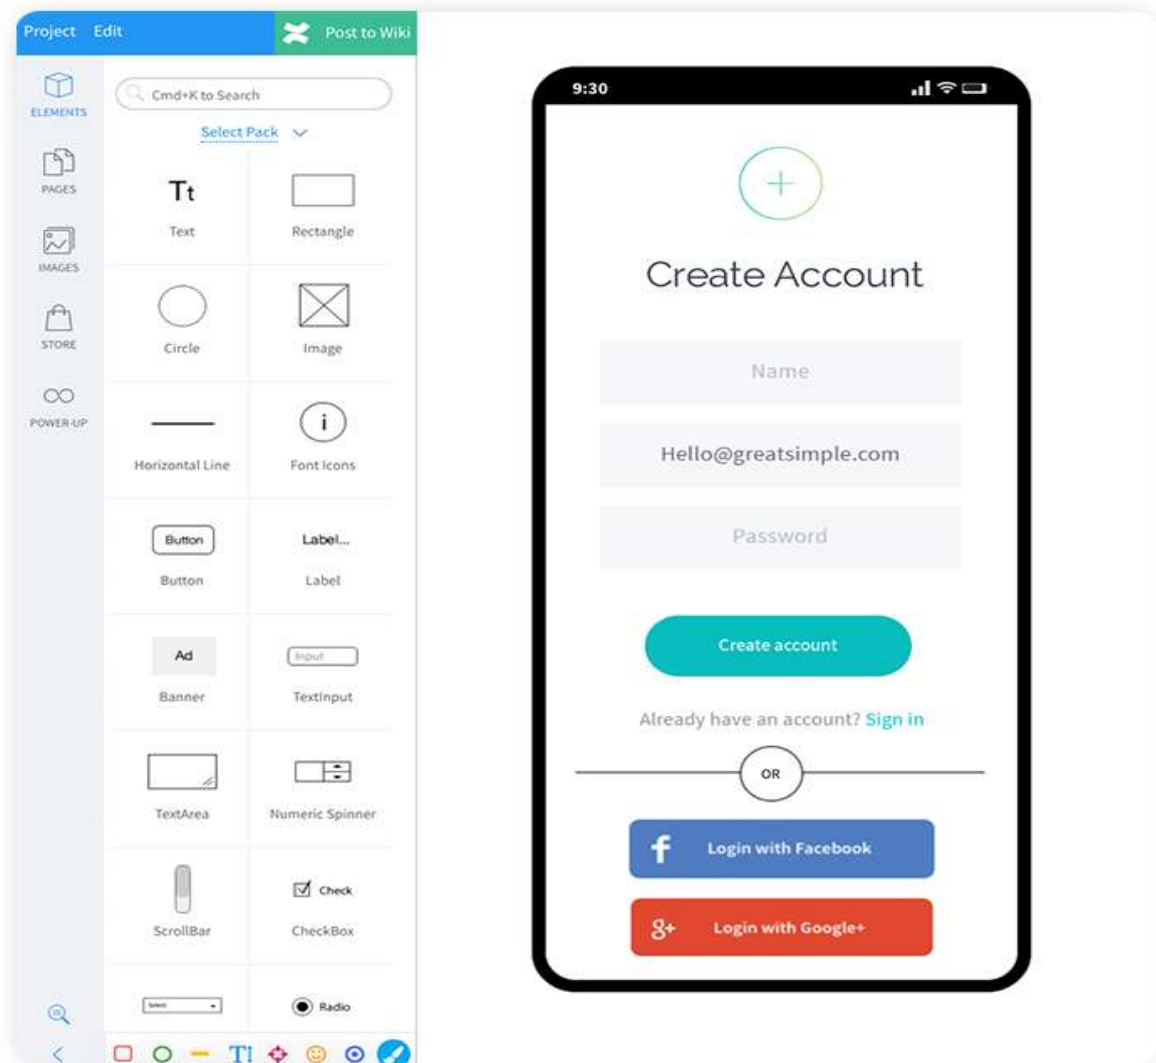 Project Edit
Post to Wiki
ELEMENTS
PAGES
IMAGES
STORE
POWER-UP
Cmd+K to Search
Select Pack
Tt
Text
Rectangle
Circle
Image
Horizontal Line
i
Font Icons
Button
Button
Label...
Label
Ad
Banner
Input
TextInput
TextArea
Numeric Spinner
ScrollBar
Check
CheckBox
Select
Radio
TI
9:30
Create Account
Name
Hello@greatsimple.com
Password
Create account
Already have an account? Sign in
OR
f Login with Facebook
g+ Login with Google+